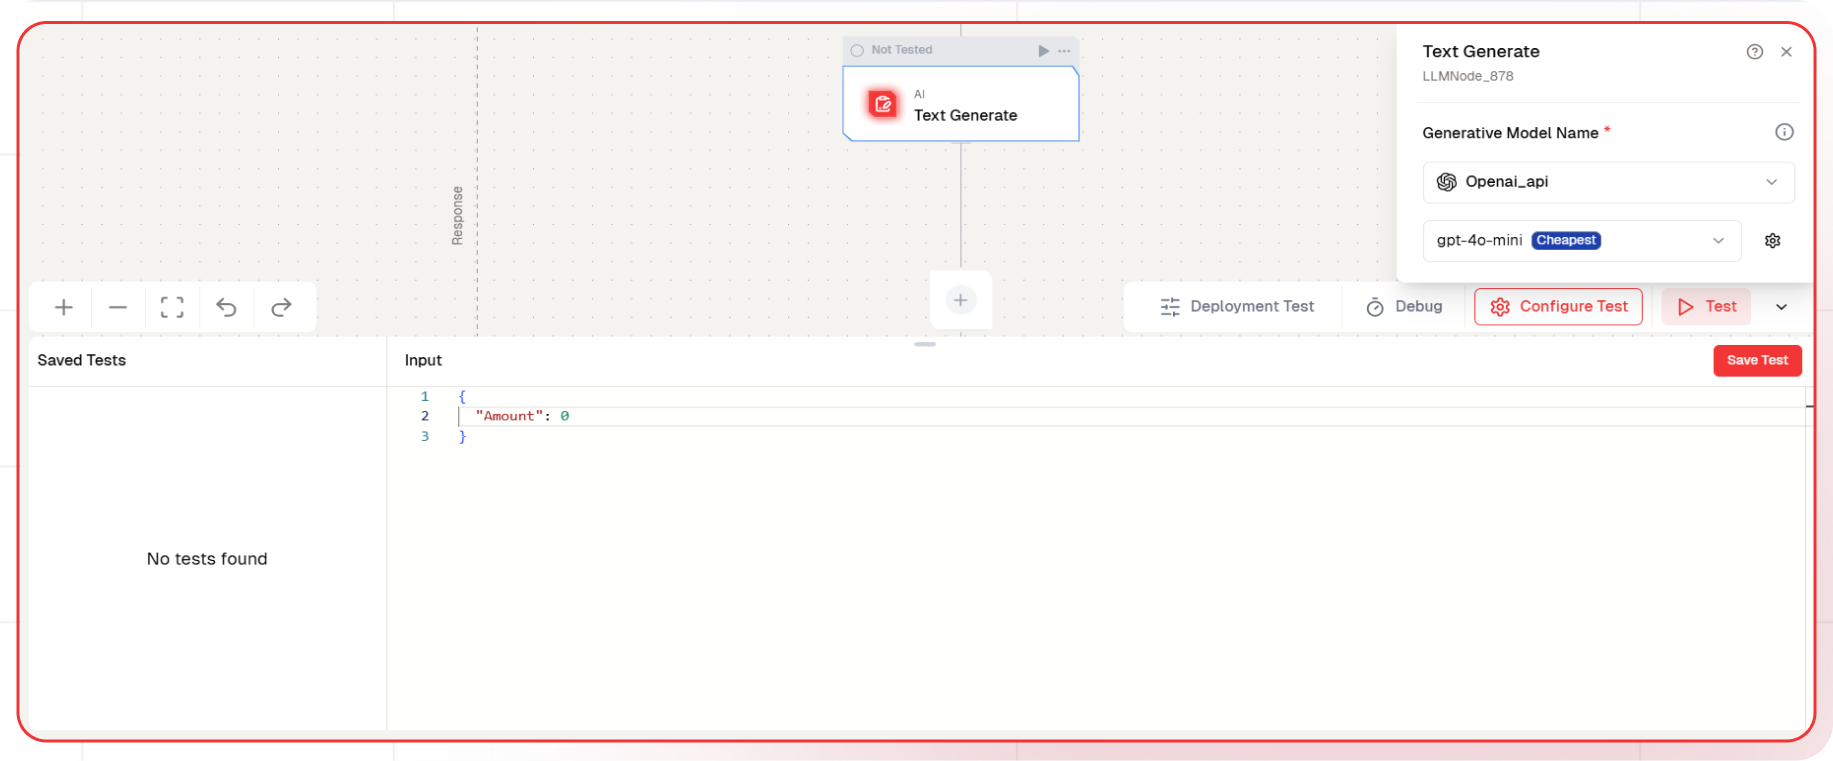 Not Tested
AI
Text Generate
Response
Text Generate
LLMNode_878
Generative Model Name *
Openai_api
gpt-4o-mini Cheapest
Deployment Test
Debug
Configure Test
Test
Saved Tests
No tests found
Input
Save Test
1 {
2 "Amount": 0
3 }